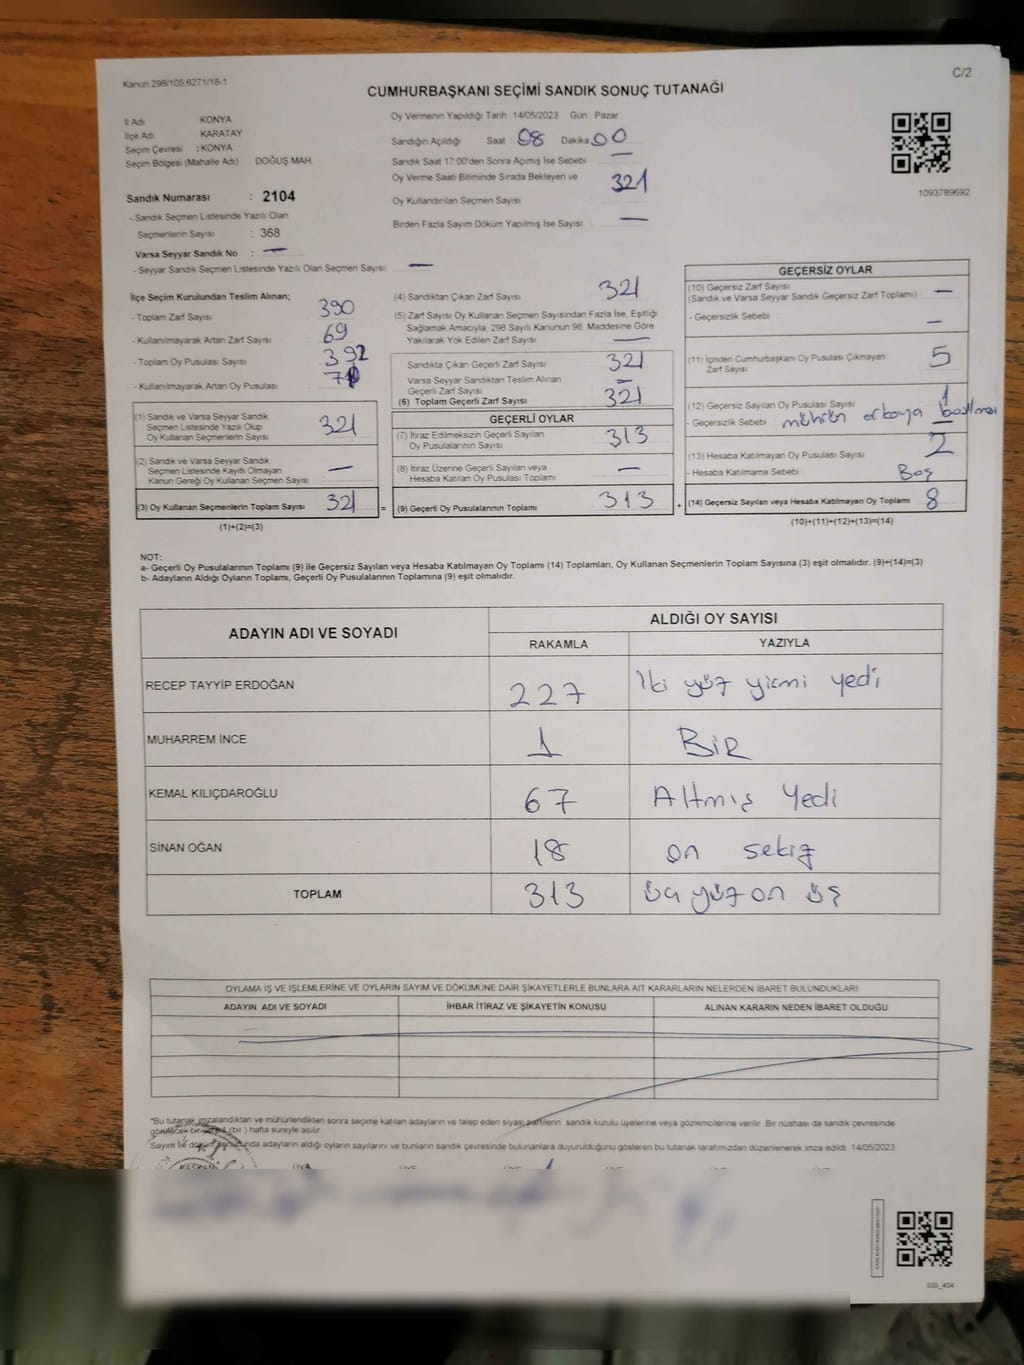 Kanun.298/105,6271/18-1
C/2
CUMHURBAŞKANI SEÇİMİ SANDIK SONUÇ TUTANAĞI
İl Adı KONYA
İlçe Adı KARATAY
Seçim Çevresi : KONYA
Seçim Bölgesi (Mahalle Adı) DOĞUŞ MAH.
Sandık Numarası : 2104
- Sandık Seçmen Listesinde Yazılı Olan
Seçmenlerin Sayısı : 368
Varsa Seyyar Sandık No : —
- Seyyar Sandık Seçmen Listesinde Yazılı Olan Seçmen Sayısı —
Oy Vermenin Yapıldığı Tarih 14/05/2023 Gün Pazar
Sandığın Açıldığı Saat 08 Dakika 00
Sandık Saat 17:00'den Sonra Açmış İse Sebebi —
Oy Verme Saati Bitiminde Sırada Bekleyen ve
Oy Kullandırılan Seçmen Sayısı 321
Birden Fazla Sayım Döküm Yapılmış İse Sayısı —
1093789692
İlçe Seçim Kurulundan Teslim Alınan;
- Toplam Zarf Sayısı 390
- Kullanılmayarak Artan Zarf Sayısı 69
- Toplam Oy Pusulası Sayısı 392
- Kullanılmayarak Artan Oy Pusulası
(1) Sandık ve Varsa Seyyar Sandık
Seçmen Listesinde Yazılı Olup
Oy Kullanan Seçmenlerin Sayısı 321
(2) Sandık ve Varsa Seyyar Sandık
Seçmen Listesinde Kayıtlı Olmayan
Kanun Gereği Oy Kullanan Seçmen Sayısı —
(3) Oy Kullanan Seçmenlerin Toplam Sayısı 321 =
(1)+(2)=(3)
(4) Sandıktan Çıkan Zarf Sayısı 321
(5) Zarf Sayısı Oy Kullanan Seçmen Sayısından Fazla İse, Eşitliği
Sağlamak Amacıyla, 298 Sayılı Kanunun 98. Maddesine Göre
Yakılarak Yok Edilen Zarf Sayısı —
Sandıkta Çıkan Geçerli Zarf Sayısı 321
Varsa Seyyar Sandıktan Teslim Alınan
Geçerli Zarf Sayısı —
(6) Toplam Geçerli Zarf Sayısı 321
GEÇERLİ OYLAR
(7) İtiraz Edilmeksizin Geçerli Sayılan
Oy Pusulasının Sayısı 313
(8) İtiraz Üzerine Geçerli Sayılan veya
Hesaba Katılan Oy Pusulası Toplamı —
(9) Geçerli Oy Pusulalarının Toplamı 313 +
GEÇERSİZ OYLAR
(10) Geçersiz Zarf Sayısı
(Sandık ve Varsa Seyyar Sandık Geçersiz Zarf Toplamı) —
- Geçersizlik Sebebi —
(11) İçinden Cumhurbaşkanı Oy Pusulası Çıkmayan
Zarf Sayısı 5
(12) Geçersiz Sayılan Oy Pusulası Sayısı 1
- Geçersizlik Sebebi mührün arkaya basılması
(13) Hesaba Katılmayan Oy Pusulası Sayısı 2
- Hesaba Katılmama Sebebi Boş
(14) Geçersiz Sayılan veya Hesaba Katılmayan Oy Toplamı 8
(10)+(11)+(12)+(13)=(14)
NOT:
a- Geçerli Oy Pusulalarının Toplamı (9) ile Geçersiz Sayılan veya Hesaba Katılmayan Oy Toplamı (14) Toplamları, Oy Kullanan Seçmenlerin Toplam Sayısına (3) eşit olmalıdır. (9)+(14)=(3)
b- Adayların Aldığı Oyların Toplamı, Geçerli Oy Pusulalarının Toplamına (9) eşit olmalıdır.
ADAYIN ADI VE SOYADI ALDIĞI OY SAYISI
RAKAMLA YAZIYLA
RECEP TAYYİP ERDOĞAN 227 İki yüz yirmi yedi
MUHARREM İNCE 1 BİR
KEMAL KILIÇDAROĞLU 67 Altmış Yedi
SİNAN OĞAN 18 on sekiz
TOPLAM 313 üç yüz on üç
OYLAMA İŞ VE İŞLEMLERİNE VE OYLARIN SAYIM VE DÖKÜMÜNE DAİR ŞİKAYETLERLE BUNLARA AİT KARARLARIN NELERDEN İBARET BULUNDUKLARI
ADAYIN ADI VE SOYADI İHBAR İTİRAZ VE ŞİKAYETİN KONUSU ALINAN KARARIN NEDEN İBARET OLDUĞU
*Bu tutanak imzalandıktan ve mühürlendikten sonra seçime katılan adayların ve talep eden siyasi partilerin sandık kurulu üyelerine veya gözlemcilerine verilir. Bir nüshası da sandık çevresinde
görülecek bir yere 1 (bir) hafta süreyle asılır.
Sayım ve döküm sonucunda adayların aldığı oyların sayılarını ve bunların sandık çevresinde bulunanlara duyurulduğunu gösteren bu tutanak tarafımızdan düzenlenerek imza edildi. 14/05/2023
BAŞKAN ÜYE ÜYE ÜYE
SSI_404